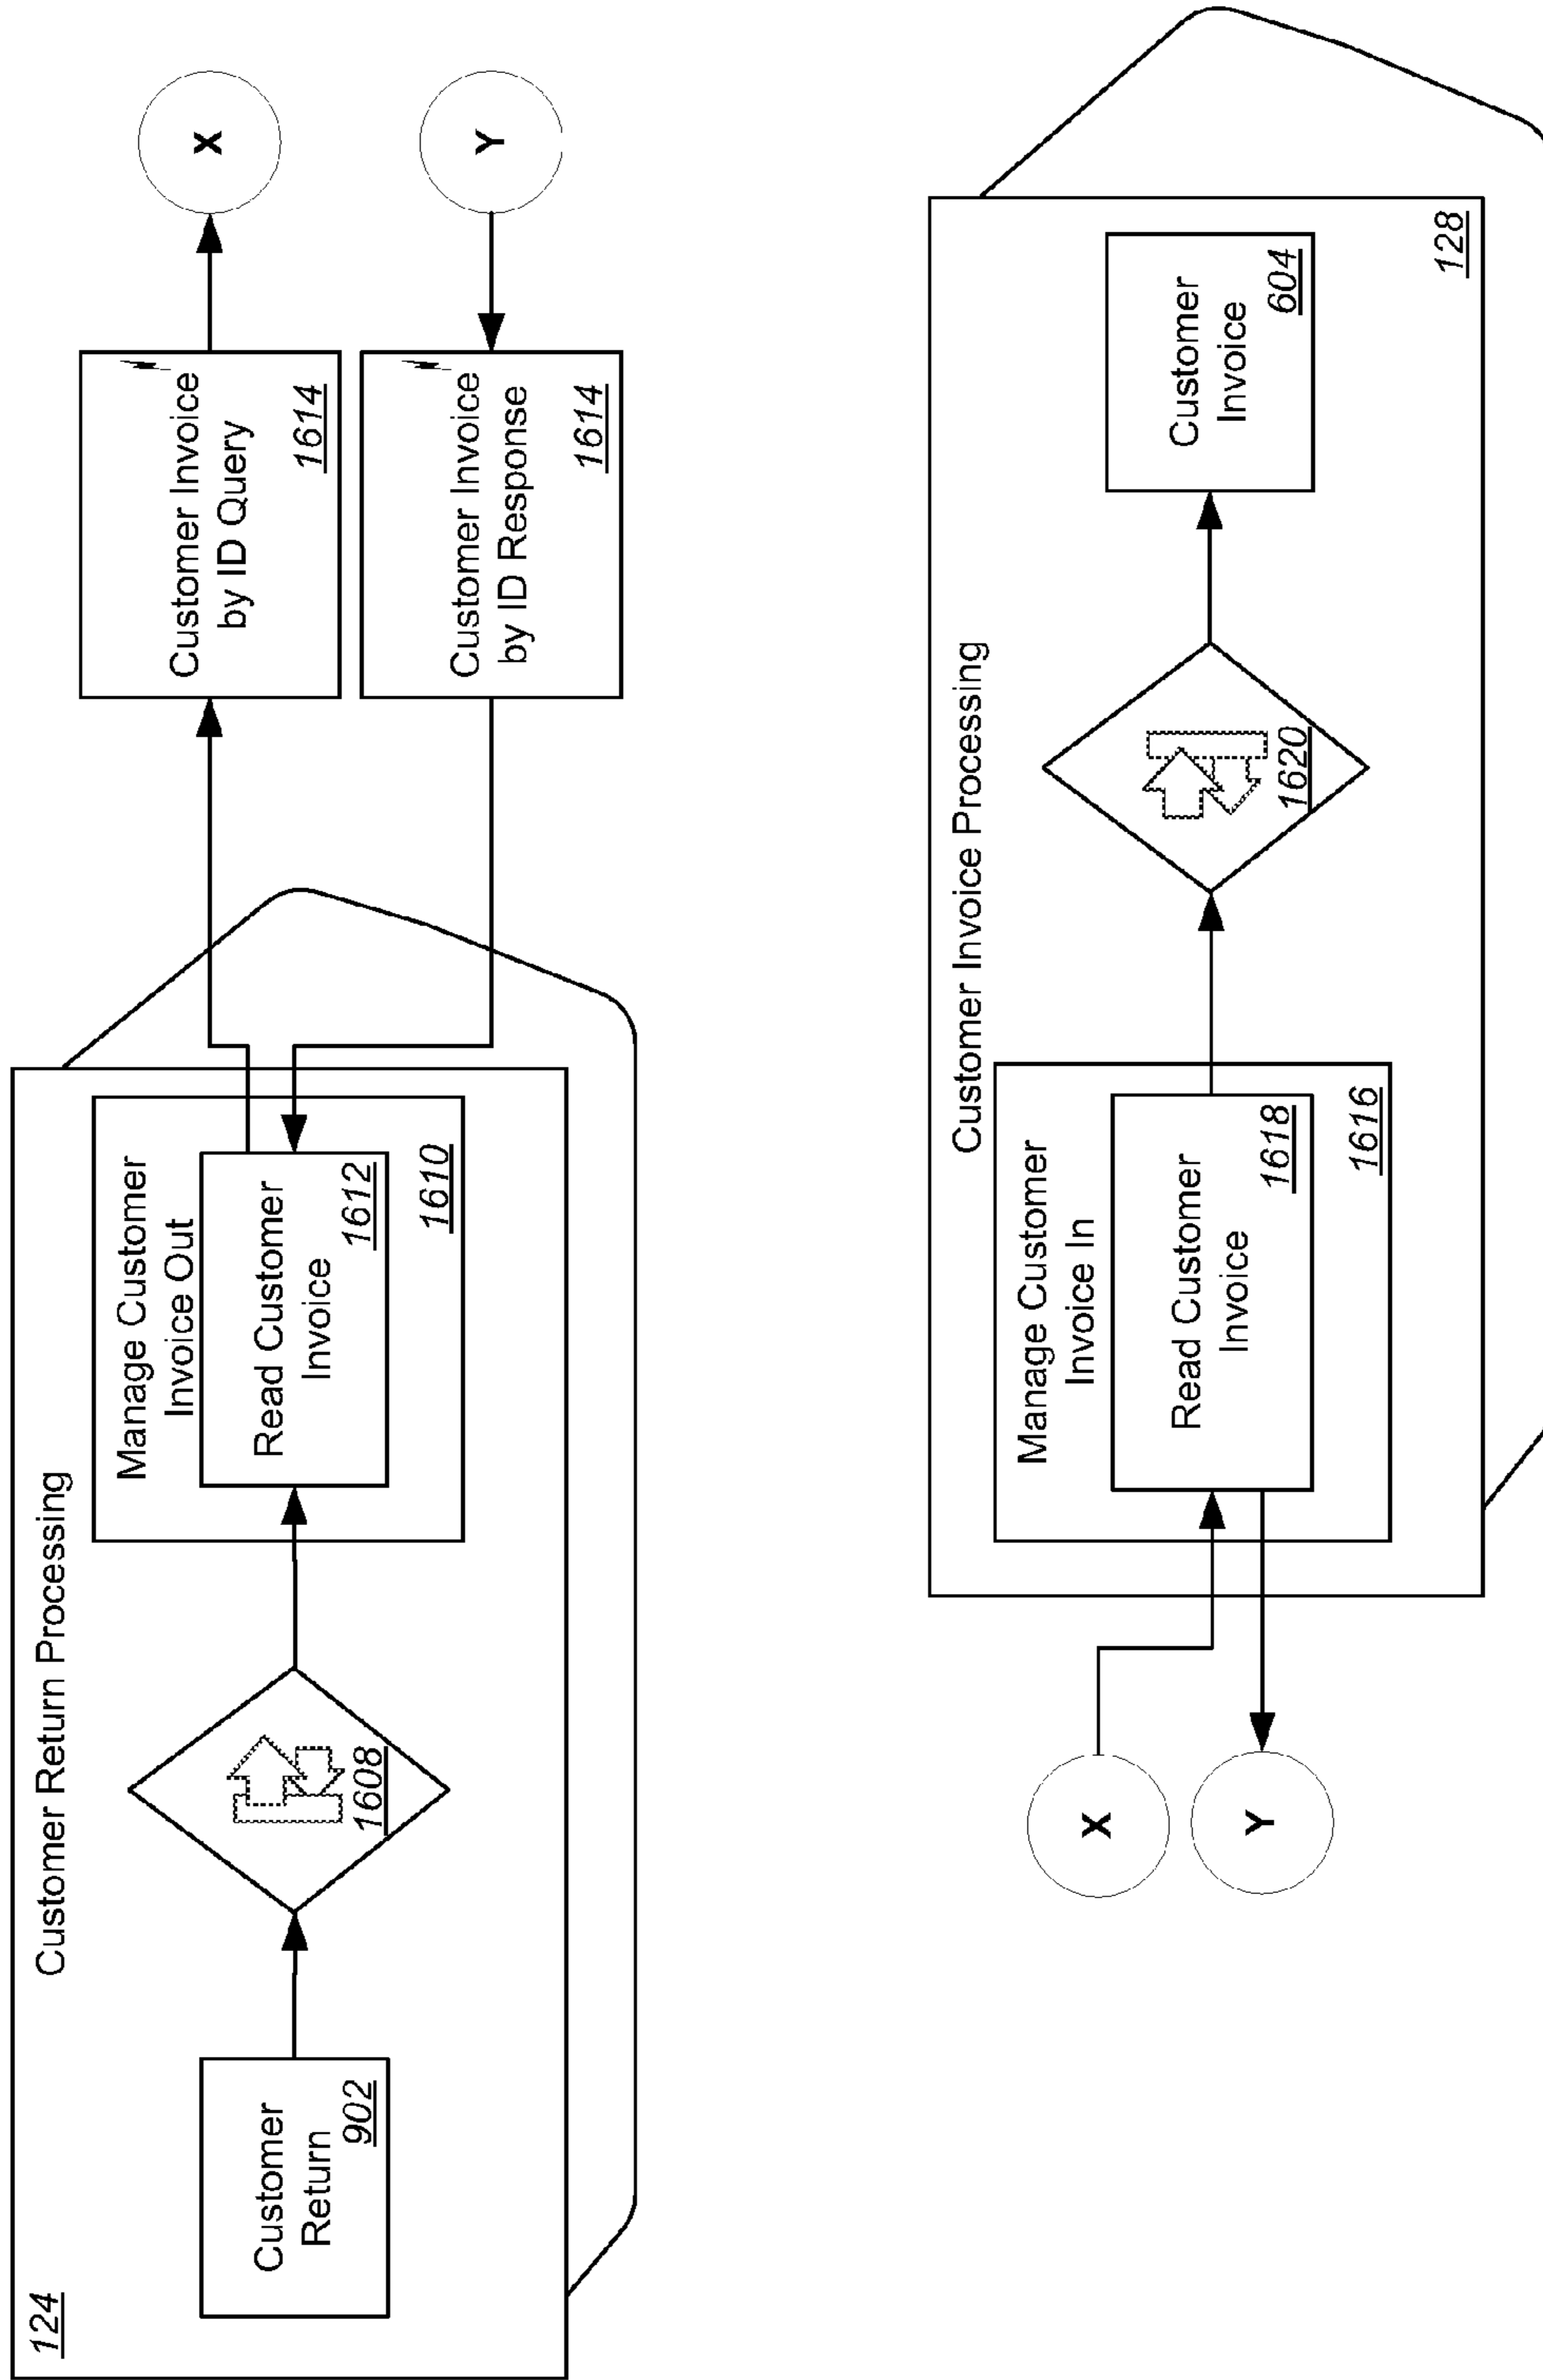 124
Customer Return Processing
Customer
Return
902
1608
Manage Customer
Invoice Out
Read Customer
Invoice
1612
1610
Customer Invoice
by ID Query
1614
X
Customer Invoice
by ID Response
1614
Y
Customer Invoice Processing
X
Y
Manage Customer
Invoice In
Read Customer
Invoice
1618
1616
1620
Customer
Invoice
604
128